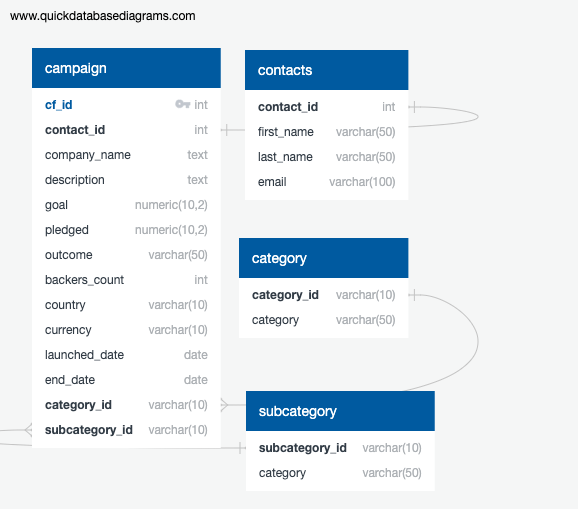 www.quickdatabasediagrams.com
campaign
cf_id int
contact_id int
company_name text
description text
goal numeric(10,2)
pledged numeric(10,2)
outcome varchar(50)
backers_count int
country varchar(10)
currency varchar(10)
launched_date date
end_date date
category_id varchar(10)
subcategory_id varchar(10)
contacts
contact_id int
first_name varchar(50)
last_name varchar(50)
email varchar(100)
category
category_id varchar(10)
category varchar(50)
subcategory
subcategory_id varchar(10)
category varchar(50)